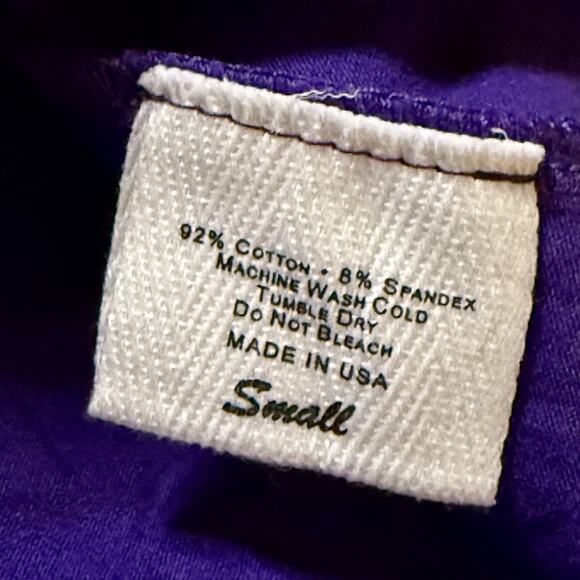 92% COTTON • 8% SPANDEX
MACHINE WASH COLD
TUMBLE DRY
DO NOT BLEACH
MADE IN USA
Small